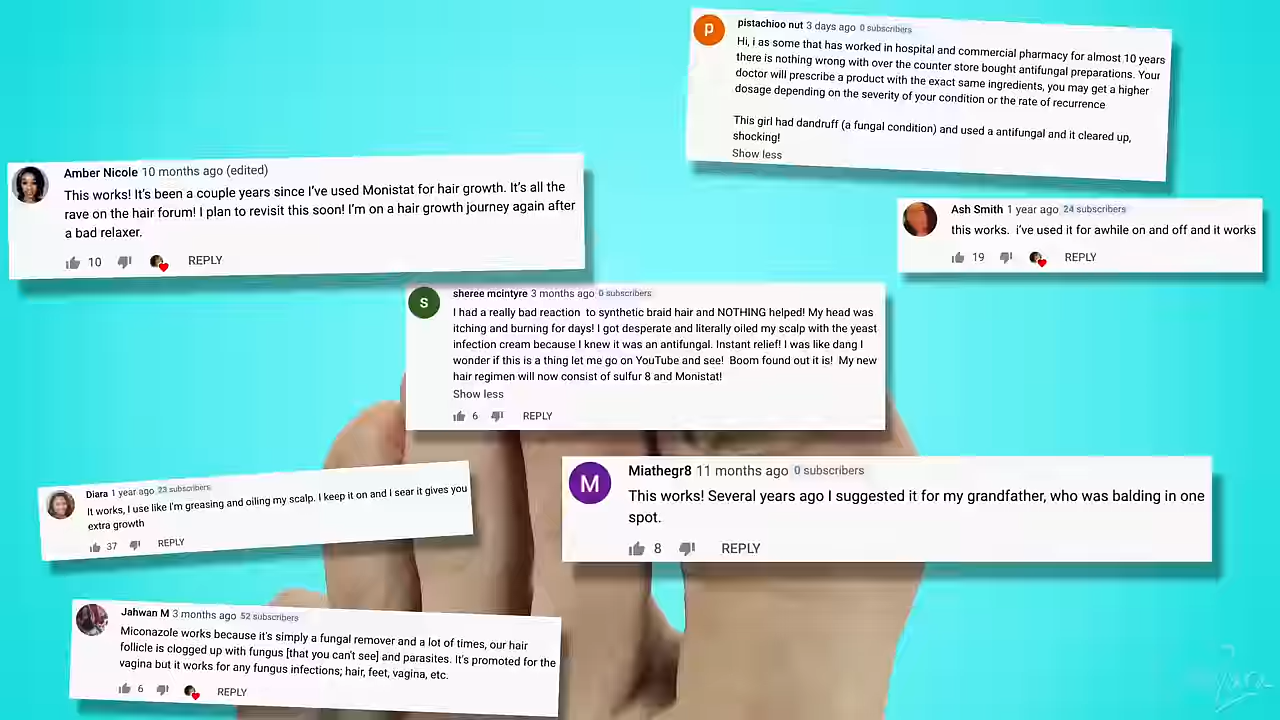 pistachioo nut 3 days ago 0 subscribers
Hi, i as some that has worked in hospital and commercial pharmacy for almost 10 years
there is nothing wrong with over the counter store bought antifungal preparations. Your
doctor will prescribe a product with the exact same ingredients, you may get a higher
dosage depending on the severity of your condition or the rate of recurrence
This girl had dandruff (a fungal condition) and used a antifungal and it cleared up,
shocking!
Show less
Amber Nicole 10 months ago (edited)
This works! It's been a couple years since I've used Monistat for hair growth. It's all the
rave on the hair forum! I plan to revisit this soon! I'm on a hair growth journey again after
a bad relaxer.
10 REPLY
Ash Smith 1 year ago 24 subscribers
this works. i've used it for awhile on and off and it works
19 REPLY
sheree mcintyre 3 months ago 0 subscribers
I had a really bad reaction to synthetic braid hair and NOTHING helped! My head was
itching and burning for days! I got desperate and literally oiled my scalp with the yeast
infection cream because I knew it was an antifungal. Instant relief! I was like dang I
wonder if this is a thing let me go on YouTube and see! Boom found out it is! My new
hair regimen will now consist of sulfur 8 and Monistat!
Show less
6 REPLY
Miathegr8 11 months ago 0 subscribers
This works! Several years ago I suggested it for my grandfather, who was balding in one
spot.
8 REPLY
Diara 1 year ago 23 subscribers
It works, I use like I'm greasing and oiling my scalp. I keep it on and I sear it gives you
extra growth
37 REPLY
Jahwan M 3 months ago 52 subscribers
Miconazole works because it's simply a fungal remover and a lot of times, our hair
follicle is clogged up with fungus [that you can't see] and parasites. It's promoted for the
vagina but it works for any fungus infections; hair, feet, vagina, etc.
6 REPLY